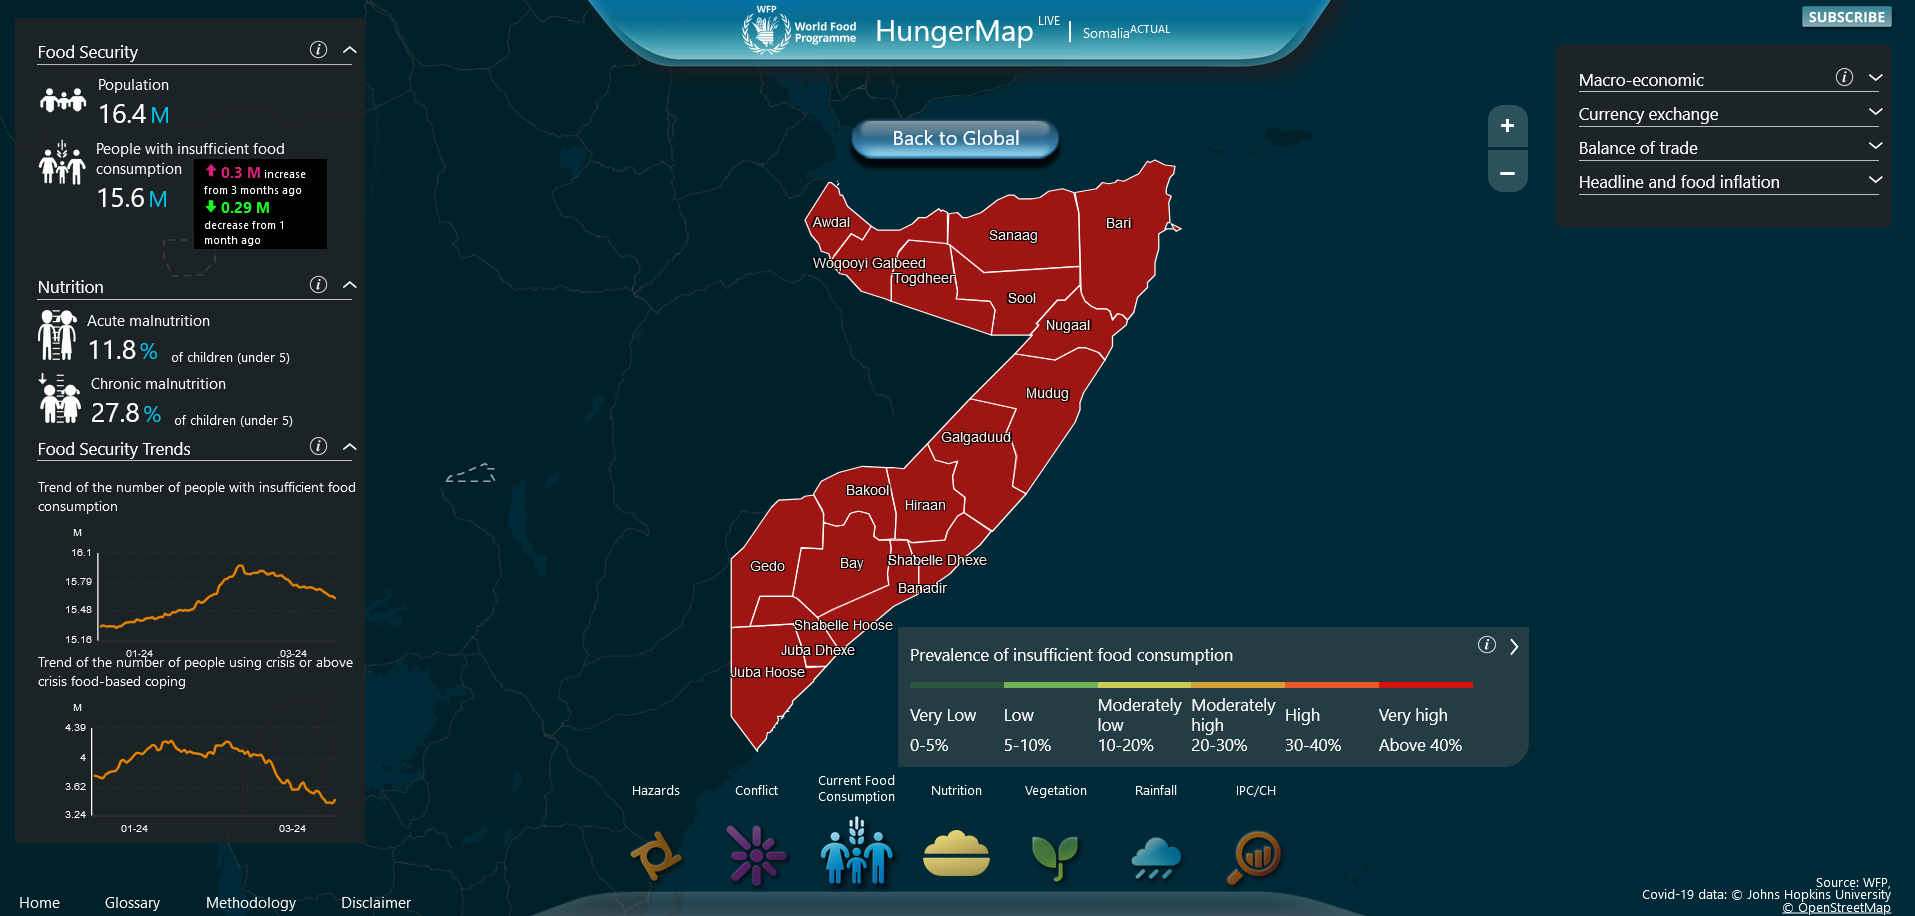 WFP
World Food
Programme
HungerMap LIVE
Somalia ACTUAL
SUBSCRIBE
Food Security
Population
16.4 M
People with insufficient food
consumption
15.6 M
0.3 M increase
from 3 months ago
0.29 M
decrease from 1
month ago
Nutrition
Acute malnutrition
11.8 % of children (under 5)
Chronic malnutrition
27.8 % of children (under 5)
Food Security Trends
Trend of the number of people with insufficient food
consumption
M
16.1
15.79
15.48
15.16
01-24 03-24
Trend of the number of people using crisis or above
crisis food-based coping
M
4.39
4
3.62
3.24
01-24 03-24
Back to Global
+
−
Macro-economic
Currency exchange
Balance of trade
Headline and food inflation
Awdal
Woqooyi Galbeed
Togdheer
Sanaag
Bari
Sool
Nugaal
Mudug
Galgaduud
Bakool
Hiraan
Gedo
Bay
Shabelle Dhexe
Banadir
Shabelle Hoose
Juba Dhexe
Juba Hoose
Prevalence of insufficient food consumption
Very Low Low Moderately low Moderately high High Very high
0-5% 5-10% 10-20% 20-30% 30-40% Above 40%
Hazards
Conflict
Current Food
Consumption
Nutrition
Vegetation
Rainfall
IPC/CH
Home Glossary Methodology Disclaimer
Source: WFP,
Covid-19 data: © Johns Hopkins University
© OpenStreetMap